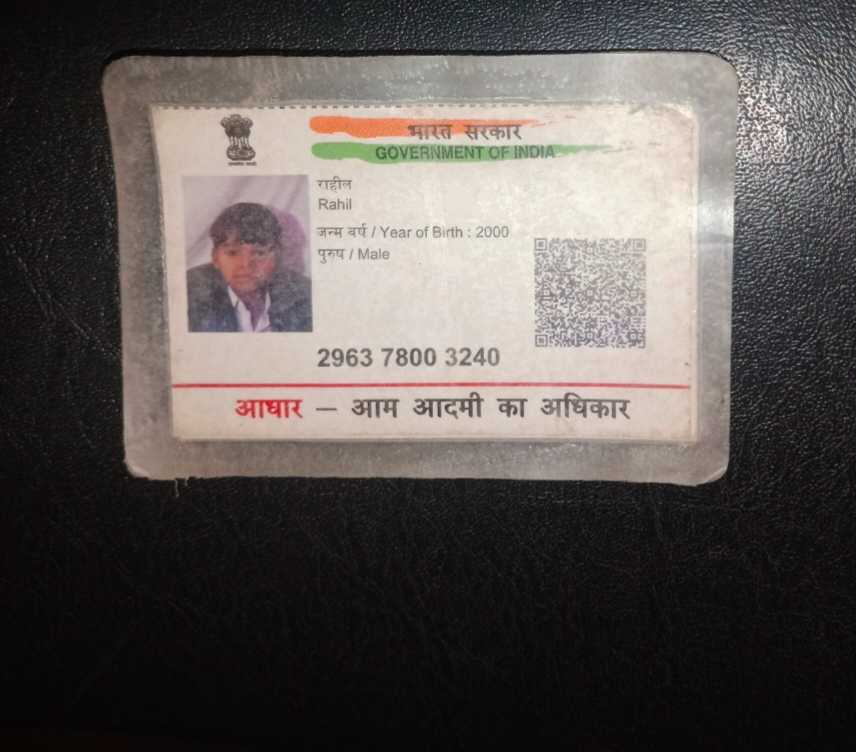 भारत सरकार
GOVERNMENT OF INDIA
राहील
Rahil
जन्म वर्ष / Year of Birth : 2000
पुरुष / Male
2963 7800 3240
आधार – आम आदमी का अधिकार